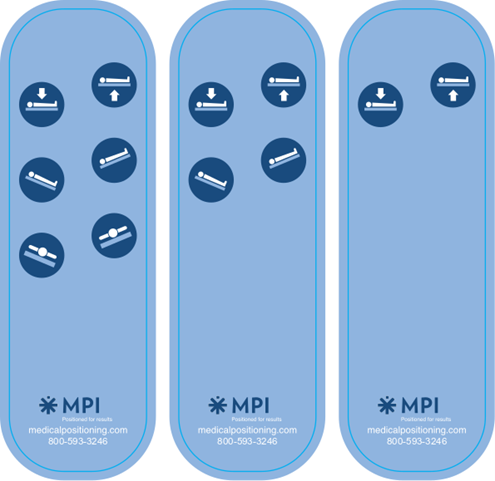 MPI
Positioned for results
medicalpositioning.com
800-593-3246
MPI
Positioned for results
medicalpositioning.com
800-593-3246
MPI
Positioned for results
medicalpositioning.com
800-593-3246